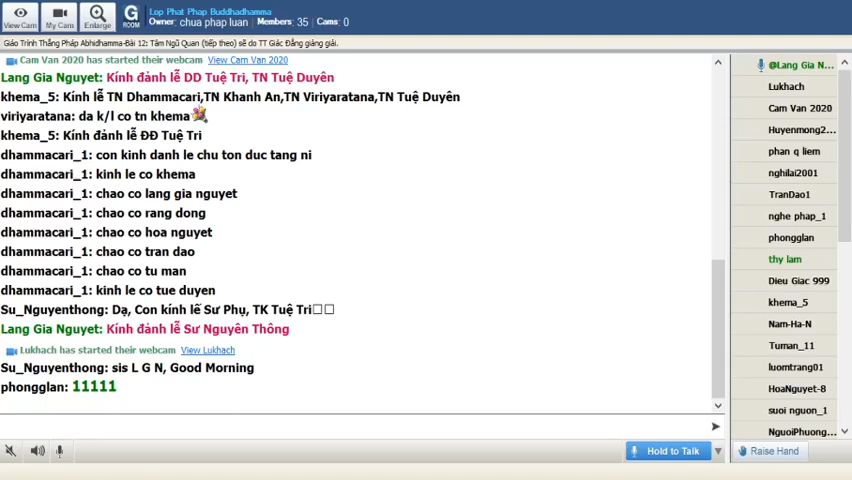 Lop Phat Phap Buddhadhamma
Owner: chua phap luan Members: 35 Cams: 0
View Cam
My Cam
Enlarge
G
ROOM
Giáo Trình Thắng Pháp Abhidhamma-Bài 12: Tâm Ngũ Quan (tiếp theo) sẽ do TT Giác Đẳng giảng giải.
Cam Van 2020 has started their webcam View Cam Van 2020
Lang Gia Nguyet: Kính đảnh lễ DD Tuệ Tri, TN Tuệ Duyên
khema_5: Kính lễ TN Dhammacari,TN Khanh An,TN Viriyaratana,TN Tuệ Duyên
viriyaratana: da k/l co tn khema
khema_5: Kính đảnh lễ ĐĐ Tuệ Tri
dhammacari_1: con kinh danh le chu ton duc tang ni
dhammacari_1: kinh le co khema
dhammacari_1: chao co lang gia nguyet
dhammacari_1: chao co rang dong
dhammacari_1: chao co hoa nguyet
dhammacari_1: chao co tran dao
dhammacari_1: chao co tu man
dhammacari_1: kinh le co tue duyen
Su_Nguyenthong: Dạ, Con kính lễ Sư Phụ, TK Tuệ Tri
Lang Gia Nguyet: Kính đảnh lễ Sư Nguyên Thông
Lukhach has started their webcam View Lukhach
Su_Nguyenthong: sis L G N, Good Morning
phongglan: 11111
@Lang Gia N...
Lukhach
Cam Van 2020
Huyenmong2...
phan q liem
nghilai2001
TranDao1
nghe phap_1
phongglan
thy lam
Dieu Giac 999
khema_5
Nam-Ha-N
Tuman_11
luomtrang01
HoaNguyet-8
suoi nguon_1
NguoiPhuong...
Hold to Talk
Raise Hand